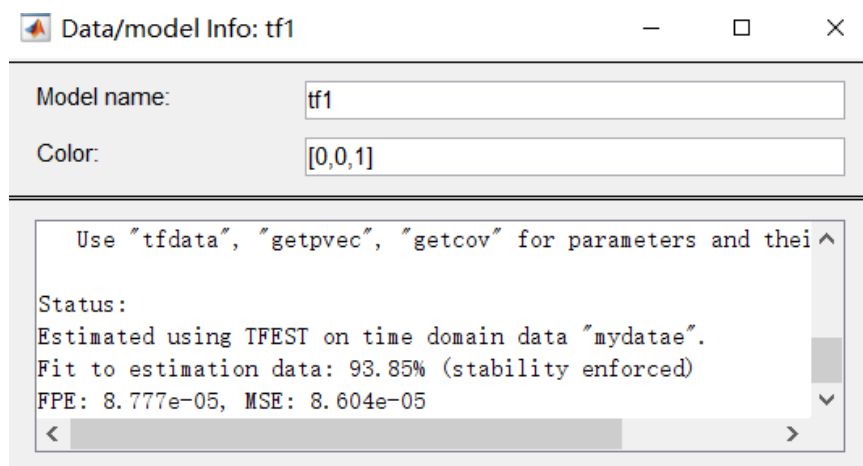 Data/model Info: tf1
Model name: tf1
Color: [0,0,1]
Use "tfdata", "getpvec", "getcov" for parameters and thei
Status:
Estimated using TFEST on time domain data "mydatae".
Fit to estimation data: 93.85% (stability enforced)
FPE: 8.777e-05, MSE: 8.604e-05